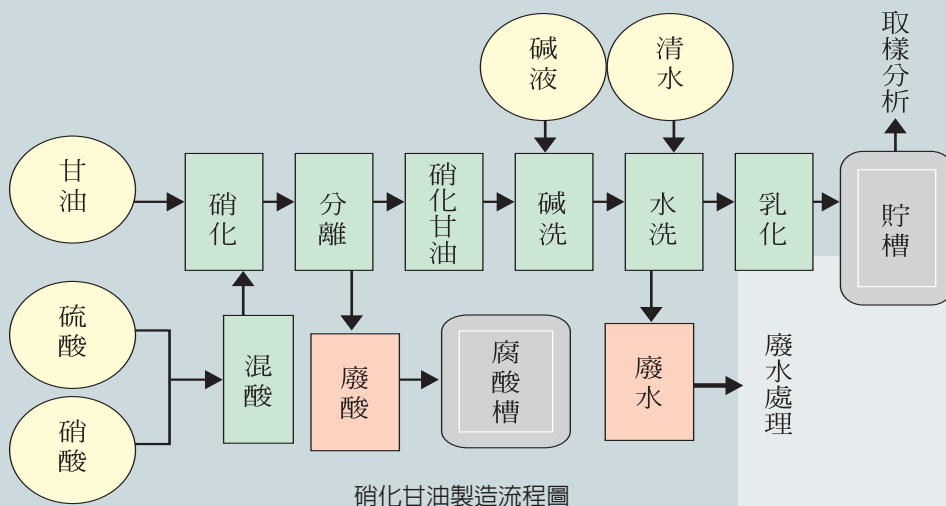 取樣分析
碱液
清水
甘油
硝化
分離
硝化甘油
碱洗
水洗
乳化
貯槽
硫酸
硝酸
混酸
廢酸
腐酸槽
廢水
廢水處理
硝化甘油製造流程圖